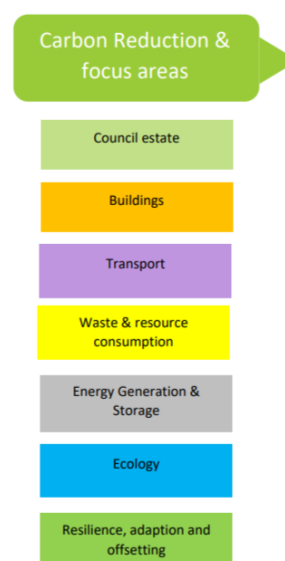 Carbon Reduction &
focus areas
Council estate
Buildings
Transport
Waste & resource
consumption
Energy Generation &
Storage
Ecology
Resilience, adaption and
offsetting